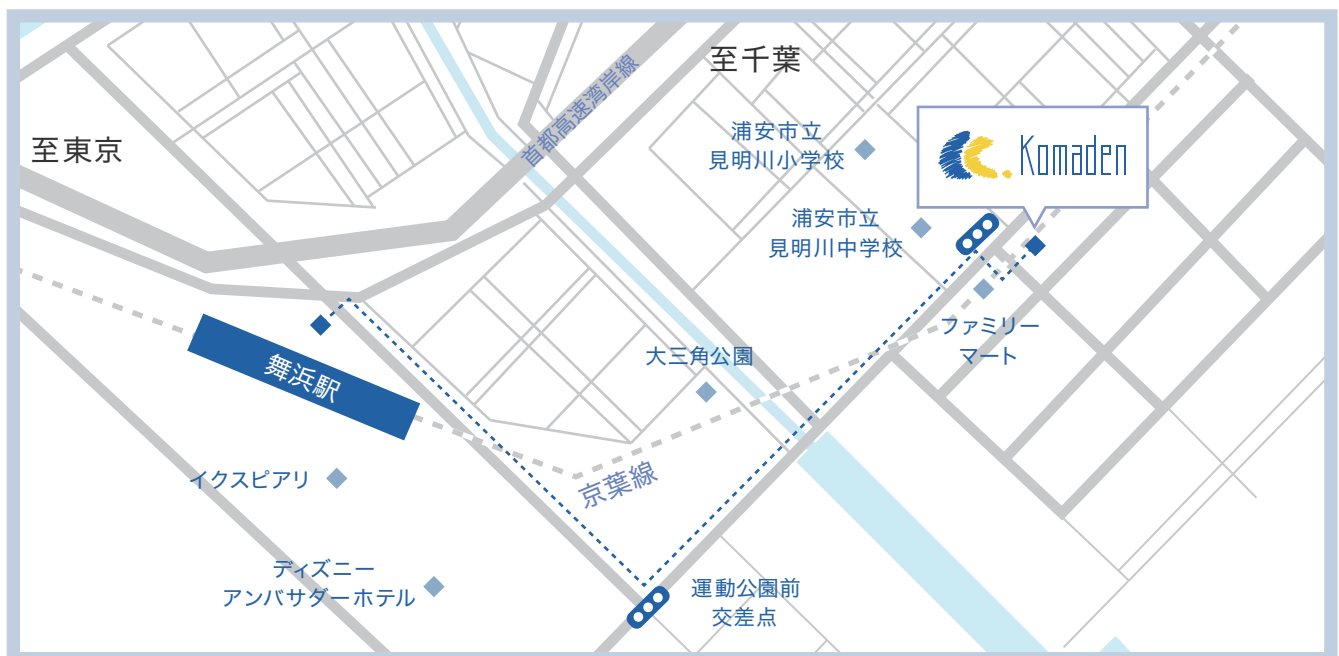 至千葉
首都高速湾岸線
至東京
浦安市立
見明川小学校
Komaden
浦安市立
見明川中学校
ファミリー
マート
大三角公園
舞浜駅
京葉線
イクスピアリ
ディズニー
アンバサダーホテル
運動公園前
交差点